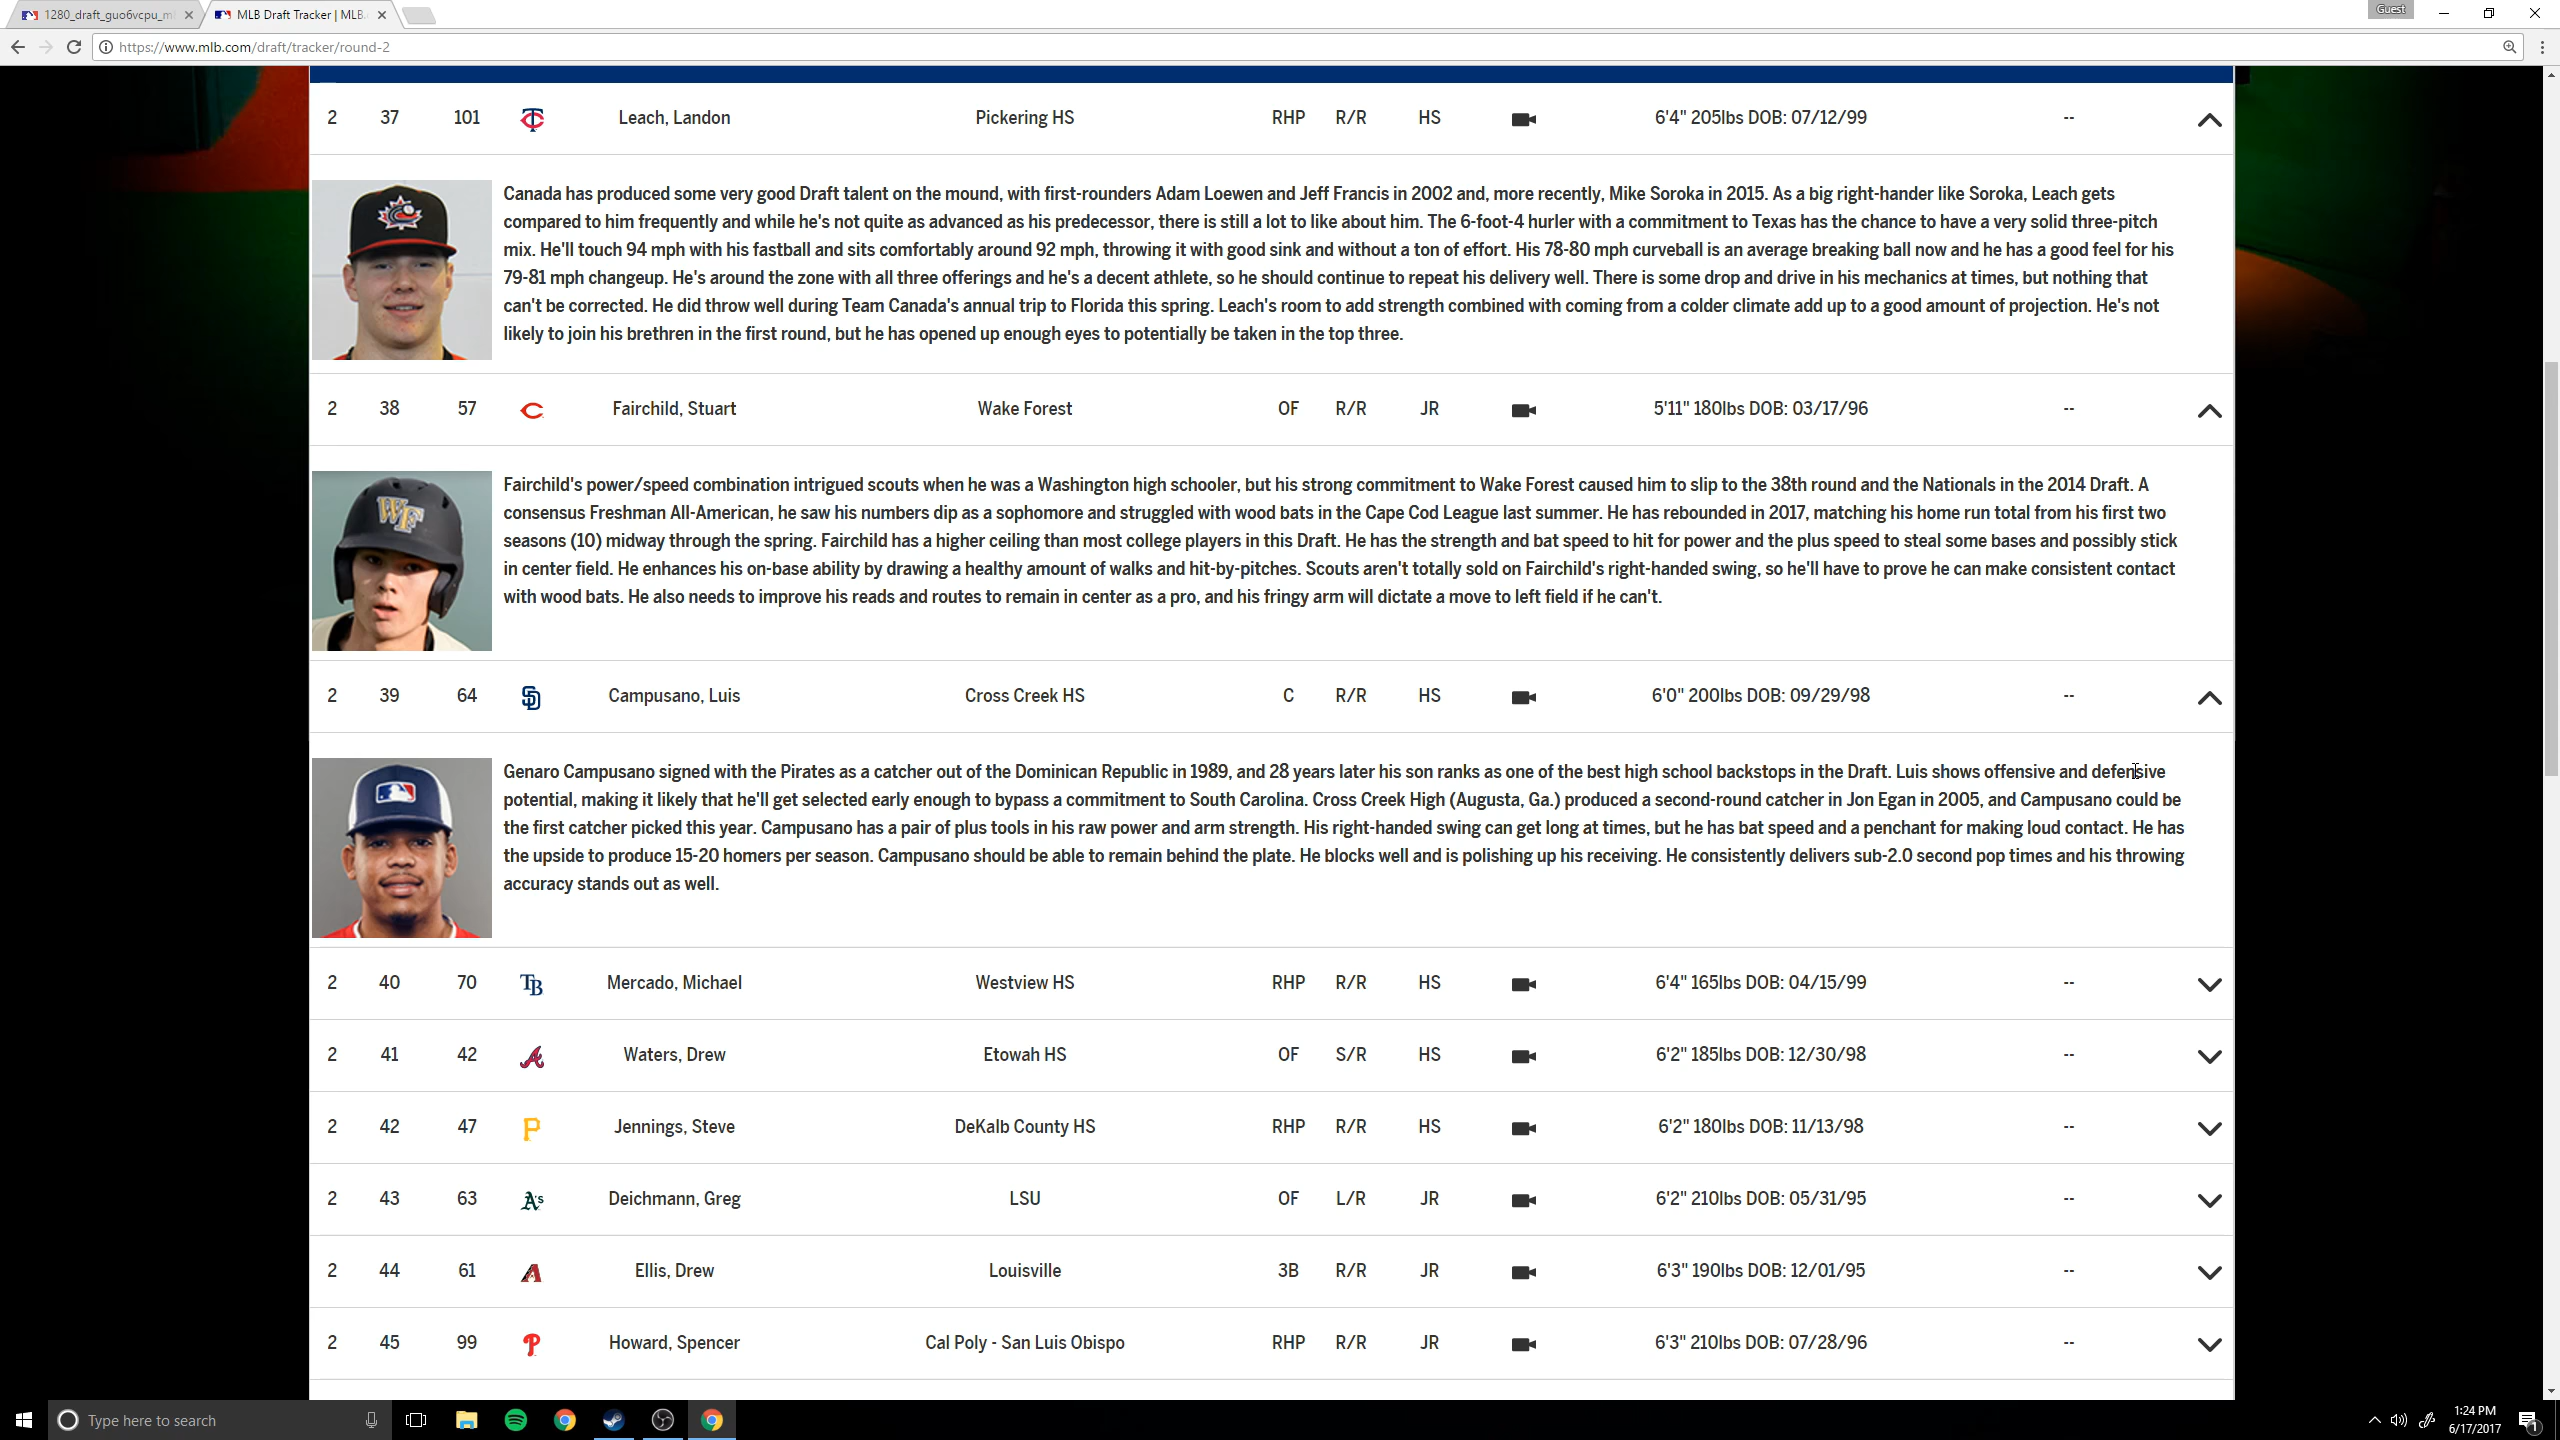 1280_draft_guo6vcpu_m
MLB Draft Tracker | MLB.
Guest
https://www.mlb.com/draft/tracker/round-2
2 37 101 Leach, Landon Pickering HS RHP R/R HS 6'4" 205lbs DOB: 07/12/99 --
Canada has produced some very good Draft talent on the mound, with first-rounders Adam Loewen and Jeff Francis in 2002 and, more recently, Mike Soroka in 2015. As a big right-hander like Soroka, Leach gets
compared to him frequently and while he's not quite as advanced as his predecessor, there is still a lot to like about him. The 6-foot-4 hurler with a commitment to Texas has the chance to have a very solid three-pitch
mix. He'll touch 94 mph with his fastball and sits comfortably around 92 mph, throwing it with good sink and without a ton of effort. His 78-80 mph curveball is an average breaking ball now and he has a good feel for his
79-81 mph changeup. He's around the zone with all three offerings and he's a decent athlete, so he should continue to repeat his delivery well. There is some drop and drive in his mechanics at times, but nothing that
can't be corrected. He did throw well during Team Canada's annual trip to Florida this spring. Leach's room to add strength combined with coming from a colder climate add up to a good amount of projection. He's not
likely to join his brethren in the first round, but he has opened up enough eyes to potentially be taken in the top three.
2 38 57 C Fairchild, Stuart Wake Forest OF R/R JR 5'11" 180lbs DOB: 03/17/96 --
WF
Fairchild's power/speed combination intrigued scouts when he was a Washington high schooler, but his strong commitment to Wake Forest caused him to slip to the 38th round and the Nationals in the 2014 Draft. A
consensus Freshman All-American, he saw his numbers dip as a sophomore and struggled with wood bats in the Cape Cod League last summer. He has rebounded in 2017, matching his home run total from his first two
seasons (10) midway through the spring. Fairchild has a higher ceiling than most college players in this Draft. He has the strength and bat speed to hit for power and the plus speed to steal some bases and possibly stick
in center field. He enhances his on-base ability by drawing a healthy amount of walks and hit-by-pitches. Scouts aren't totally sold on Fairchild's right-handed swing, so he'll have to prove he can make consistent contact
with wood bats. He also needs to improve his reads and routes to remain in center as a pro, and his fringy arm will dictate a move to left field if he can't.
2 39 64 SD Campusano, Luis Cross Creek HS C R/R HS 6'0" 200lbs DOB: 09/29/98 --
Genaro Campusano signed with the Pirates as a catcher out of the Dominican Republic in 1989, and 28 years later his son ranks as one of the best high school backstops in the Draft. Luis shows offensive and defensive
potential, making it likely that he'll get selected early enough to bypass a commitment to South Carolina. Cross Creek High (Augusta, Ga.) produced a second-round catcher in Jon Egan in 2005, and Campusano could be
the first catcher picked this year. Campusano has a pair of plus tools in his raw power and arm strength. His right-handed swing can get long at times, but he has bat speed and a penchant for making loud contact. He has
the upside to produce 15-20 homers per season. Campusano should be able to remain behind the plate. He blocks well and is polishing up his receiving. He consistently delivers sub-2.0 second pop times and his throwing
accuracy stands out as well.
2 40 70 TB Mercado, Michael Westview HS RHP R/R HS 6'4" 165lbs DOB: 04/15/99 --
2 41 42 A Waters, Drew Etowah HS OF S/R HS 6'2" 185lbs DOB: 12/30/98 --
2 42 47 P Jennings, Steve DeKalb County HS RHP R/R HS 6'2" 180lbs DOB: 11/13/98 --
2 43 63 A's Deichmann, Greg LSU OF L/R JR 6'2" 210lbs DOB: 05/31/95 --
2 44 61 A Ellis, Drew Louisville 3B R/R JR 6'3" 190lbs DOB: 12/01/95 --
2 45 99 P Howard, Spencer Cal Poly - San Luis Obispo RHP R/R JR 6'3" 210lbs DOB: 07/28/96 --
Type here to search
1:24 PM
6/17/2017
1